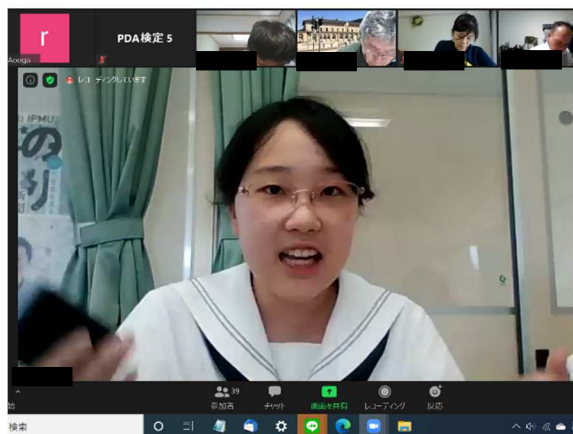 r
PDA検定 5
レコーディングしています
II IPMU
39
参加者
チャット
画面を共有
レコーディング
反応
検索